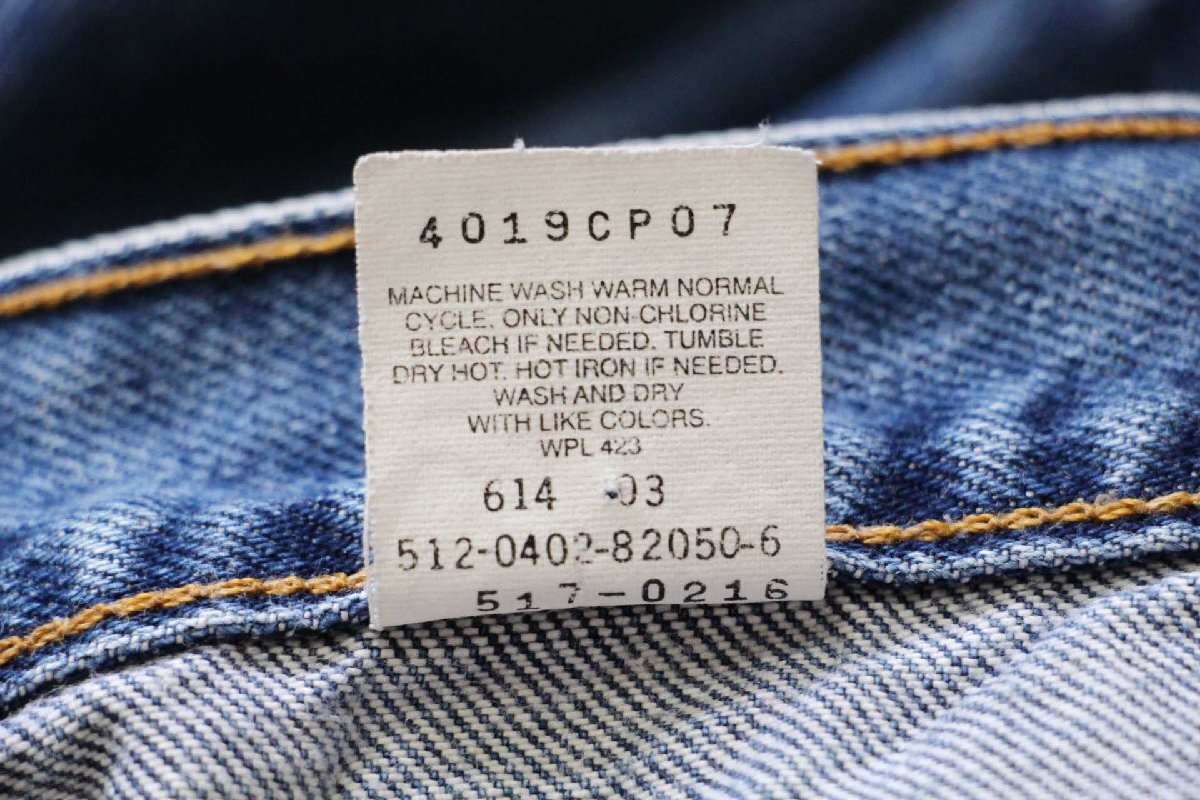 4019CP07
MACHINE WASH WARM NORMAL
CYCLE. ONLY NON-CHLORINE
BLEACH IF NEEDED. TUMBLE
DRY HOT. HOT IRON IF NEEDED.
WASH AND DRY
WITH LIKE COLORS.
WPL 423
614 03
512-0402-82050-6
517-0216